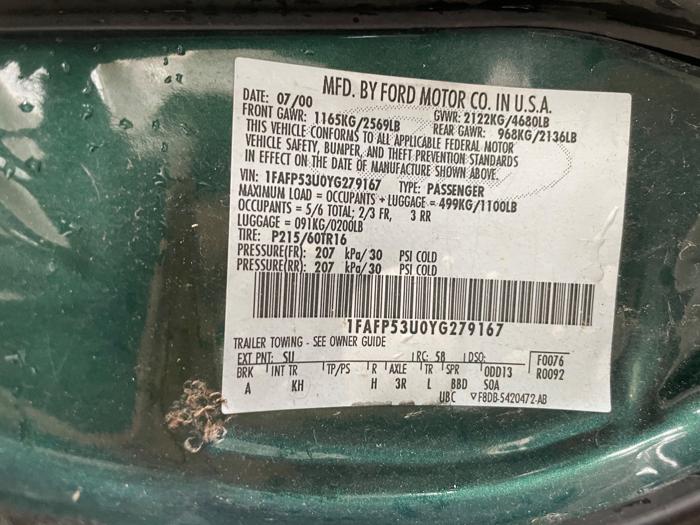 MFD. BY FORD MOTOR CO. IN U.S.A.
DATE: 07/00 GVWR: 2122KG/4680LB
FRONT GAWR: 1165KG/2569LB REAR GAWR: 968KG/2136LB
THIS VEHICLE CONFORMS TO ALL APPLICABLE FEDERAL MOTOR
VEHICLE SAFETY, BUMPER, AND THEFT PREVENTION STANDARDS
IN EFFECT ON THE DATE OF MANUFACTURE SHOWN ABOVE.
VIN: 1FAFP53U0YG279167 TYPE: PASSENGER
MAXIMUM LOAD = OCCUPANTS + LUGGAGE = 499KG/1100LB
OCCUPANTS = 5/6 TOTAL; 2/3 FR, 3 RR
LUGGAGE = 091KG/0200LB
TIRE: P215/60TR16
PRESSURE(FR): 207 kPa/30 PSI COLD
PRESSURE(RR): 207 kPa/30 PSI COLD
1FAFP53U0YG279167
TRAILER TOWING - SEE OWNER GUIDE
EXT PNT: SU RC: 58 DSO: F0076
BRK INT TR TP/PS R AXLE TR SPR 0DD13 R0092
A KH H 3R L BBD SOA
UBC ▽F8DB-5420472-AB